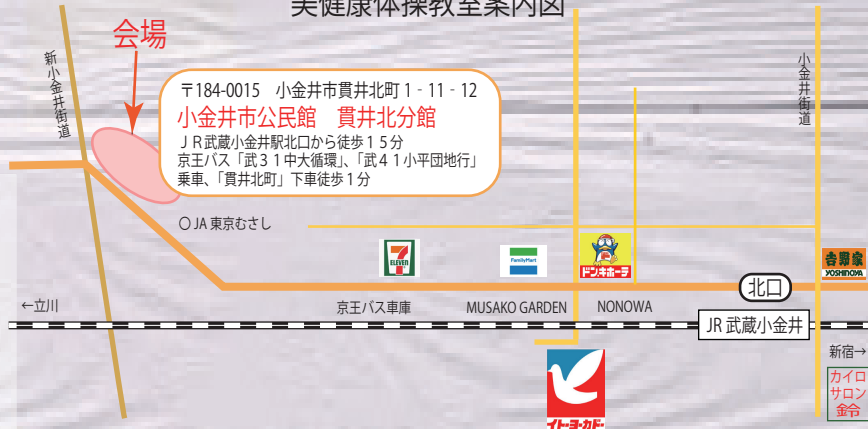 美健康体操教室案内図
会場
新小金井街道
〒184-0015 小金井市貫井北町1‐11‐12
小金井市公民館 貫井北分館
JR武蔵小金井駅北口から徒歩15分
京王バス「武31中大循環」、「武41小平団地行」
乗車、「貫井北町」下車徒歩1分
小金井街道
〇JA東京むさし
7
ELEVEN
FamilyMart
ドン・キホーテ
吉野家
YOSHINOYA
北口
←立川
京王バス車庫
MUSAKO GARDEN
NONOWA
JR 武蔵小金井
新宿→
カイロ
サロン
鈴
イトーヨーカドー